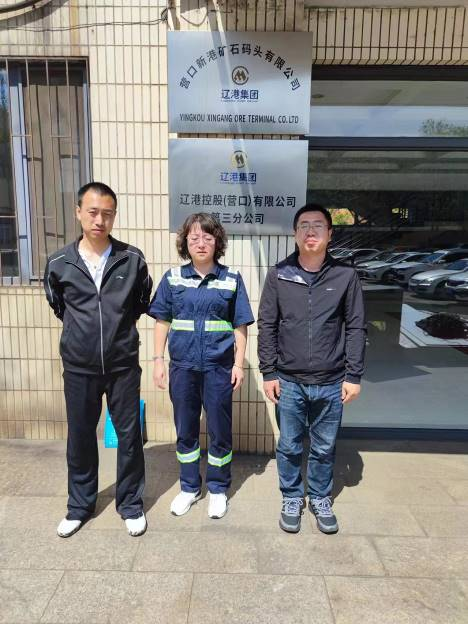 营口新港矿石码头有限公司
辽港集团
YINGKOU XINGANG ORE TERMINAL CO.LTD
辽港集团
辽港控股(营口)有限公司
第三分公司